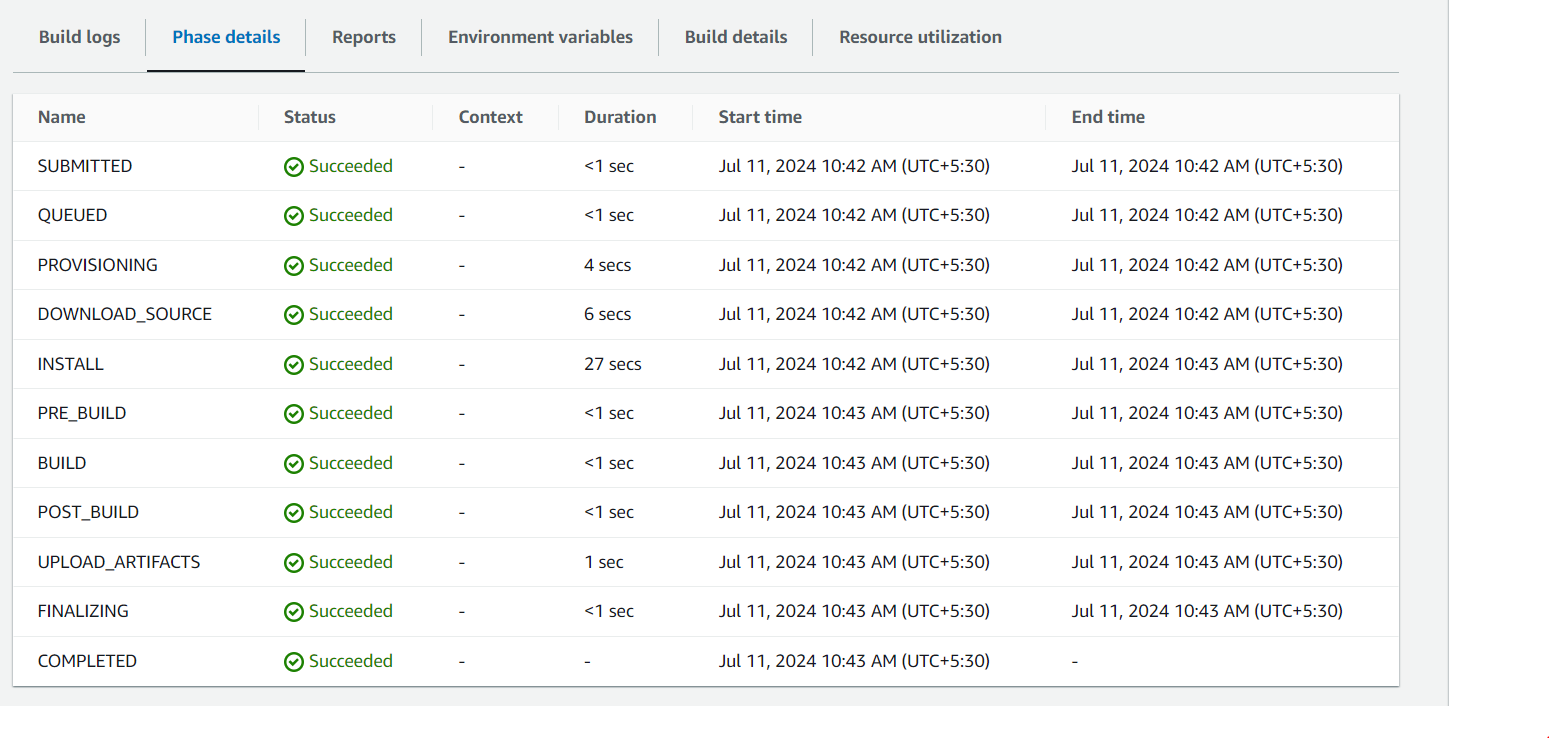 Build logs Phase details Reports Environment variables Build details Resource utilization
Name Status Context Duration Start time End time
SUBMITTED Succeeded - <1 sec Jul 11, 2024 10:42 AM (UTC+5:30) Jul 11, 2024 10:42 AM (UTC+5:30)
QUEUED Succeeded - <1 sec Jul 11, 2024 10:42 AM (UTC+5:30) Jul 11, 2024 10:42 AM (UTC+5:30)
PROVISIONING Succeeded - 4 secs Jul 11, 2024 10:42 AM (UTC+5:30) Jul 11, 2024 10:42 AM (UTC+5:30)
DOWNLOAD_SOURCE Succeeded - 6 secs Jul 11, 2024 10:42 AM (UTC+5:30) Jul 11, 2024 10:42 AM (UTC+5:30)
INSTALL Succeeded - 27 secs Jul 11, 2024 10:42 AM (UTC+5:30) Jul 11, 2024 10:43 AM (UTC+5:30)
PRE_BUILD Succeeded - <1 sec Jul 11, 2024 10:43 AM (UTC+5:30) Jul 11, 2024 10:43 AM (UTC+5:30)
BUILD Succeeded - <1 sec Jul 11, 2024 10:43 AM (UTC+5:30) Jul 11, 2024 10:43 AM (UTC+5:30)
POST_BUILD Succeeded - <1 sec Jul 11, 2024 10:43 AM (UTC+5:30) Jul 11, 2024 10:43 AM (UTC+5:30)
UPLOAD_ARTIFACTS Succeeded - 1 sec Jul 11, 2024 10:43 AM (UTC+5:30) Jul 11, 2024 10:43 AM (UTC+5:30)
FINALIZING Succeeded - <1 sec Jul 11, 2024 10:43 AM (UTC+5:30) Jul 11, 2024 10:43 AM (UTC+5:30)
COMPLETED Succeeded - - Jul 11, 2024 10:43 AM (UTC+5:30) -